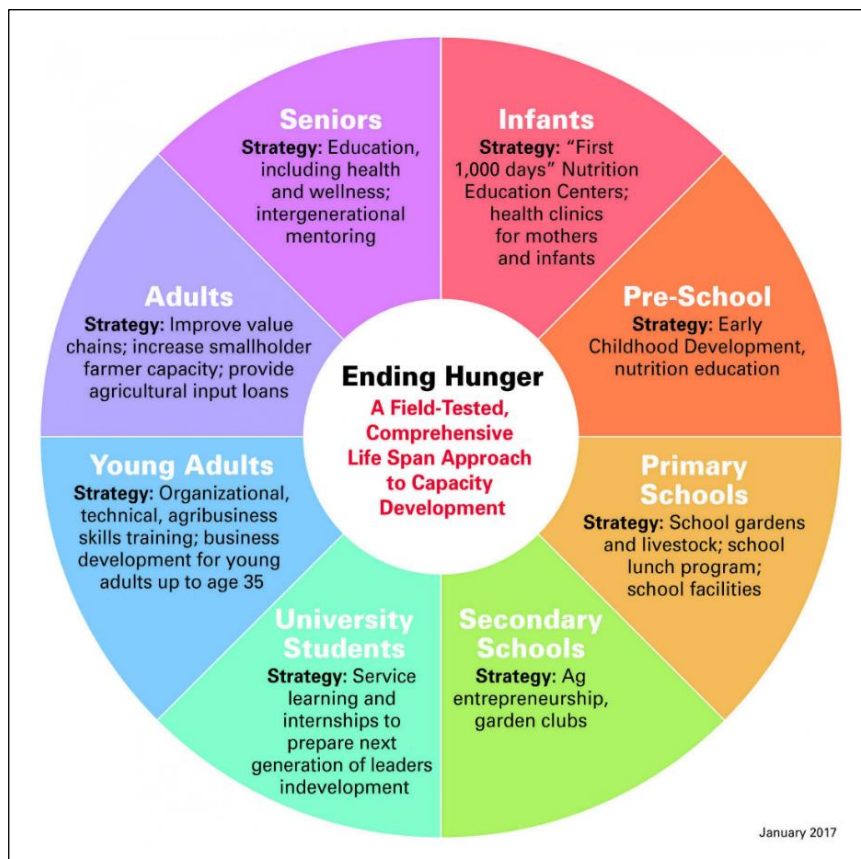 Ending Hunger
A Field-Tested,
Comprehensive
Life Span Approach
to Capacity
Development
Infants
Strategy: “First
1,000 days” Nutrition
Education Centers;
health clinics
for mothers
and infants
Pre-School
Strategy: Early
Childhood Development,
nutrition education
Primary
Schools
Strategy: School gardens
and livestock; school
lunch program;
school facilities
Secondary
Schools
Strategy: Ag
entrepreneurship,
garden clubs
University
Students
Strategy: Service
learning and
internships to
prepare next
generation of leaders
indevelopment
Young Adults
Strategy: Organizational,
technical, agribusiness
skills training; business
development for young
adults up to age 35
Adults
Strategy: Improve value
chains; increase smallholder
farmer capacity; provide
agricultural input loans
Seniors
Strategy: Education,
including health
and wellness;
intergenerational
mentoring
January 2017